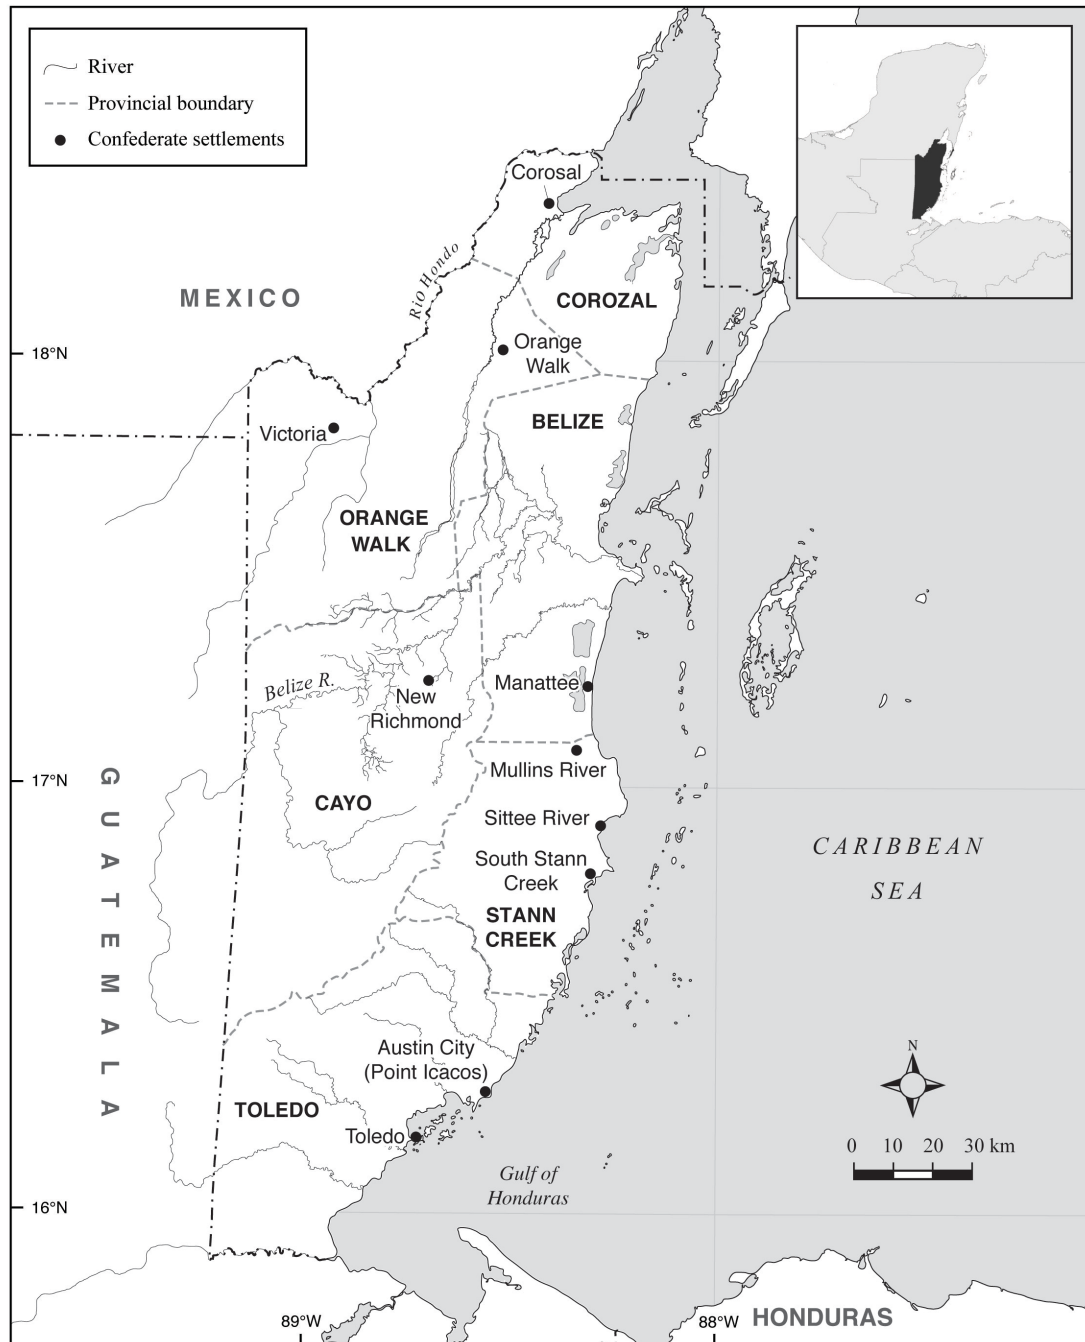 River
Provincial boundary
Confederate settlements
Corosal
Rio Hondo
MEXICO
COROZAL
18°N
Orange
Walk
BELIZE
Victoria
ORANGE
WALK
Belize R.
New
Richmond
Manattee
Mullins River
17°N
CAYO
Sittee River
South Stann
Creek
STANN
CREEK
GUATEMALA
CARIBBEAN
SEA
Austin City
(Point Icacos)
TOLEDO
Toledo
N
0 10 20 30 km
Gulf of
Honduras
16°N
89°W
88°W
HONDURAS